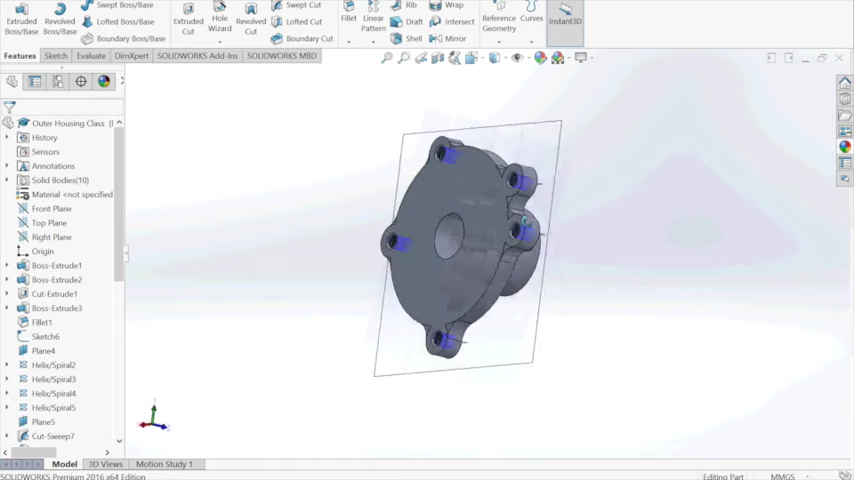 Swept Boss/Base
Lofted Boss/Base
Boundary Boss/Base
Extruded Boss/Base
Revolved Boss/Base
Extruded Cut
Hole Wizard
Revolved Cut
Swept Cut
Lofted Cut
Boundary Cut
Fillet
Linear Pattern
Rib
Draft
Shell
Wrap
Intersect
Mirror
Reference Geometry
Curves
Instant3D
Features Sketch Evaluate DimXpert SOLIDWORKS Add-Ins SOLIDWORKS MBD
Outer Housing Class (
History
Sensors
Annotations
Solid Bodies(10)
Material <not specified
Front Plane
Top Plane
Right Plane
Origin
Boss-Extrude1
Boss-Extrude2
Cut-Extrude1
Boss-Extrude3
Fillet1
Sketch6
Plane4
Helix/Spiral2
Helix/Spiral3
Helix/Spiral4
Helix/Spiral5
Plane5
Cut-Sweep7
Model 3D Views Motion Study 1
SOLIDWORKS Premium 2016 x64 Edition
Editing Part
MMGS